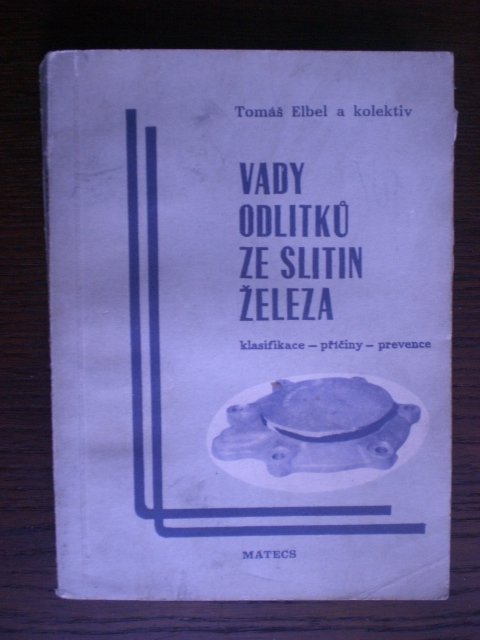 Tomáš Elbel a kolektiv
VADY
ODLITKŮ
ZE SLITIN
ŽELEZA
klasifikace – příčiny – prevence
MATECS